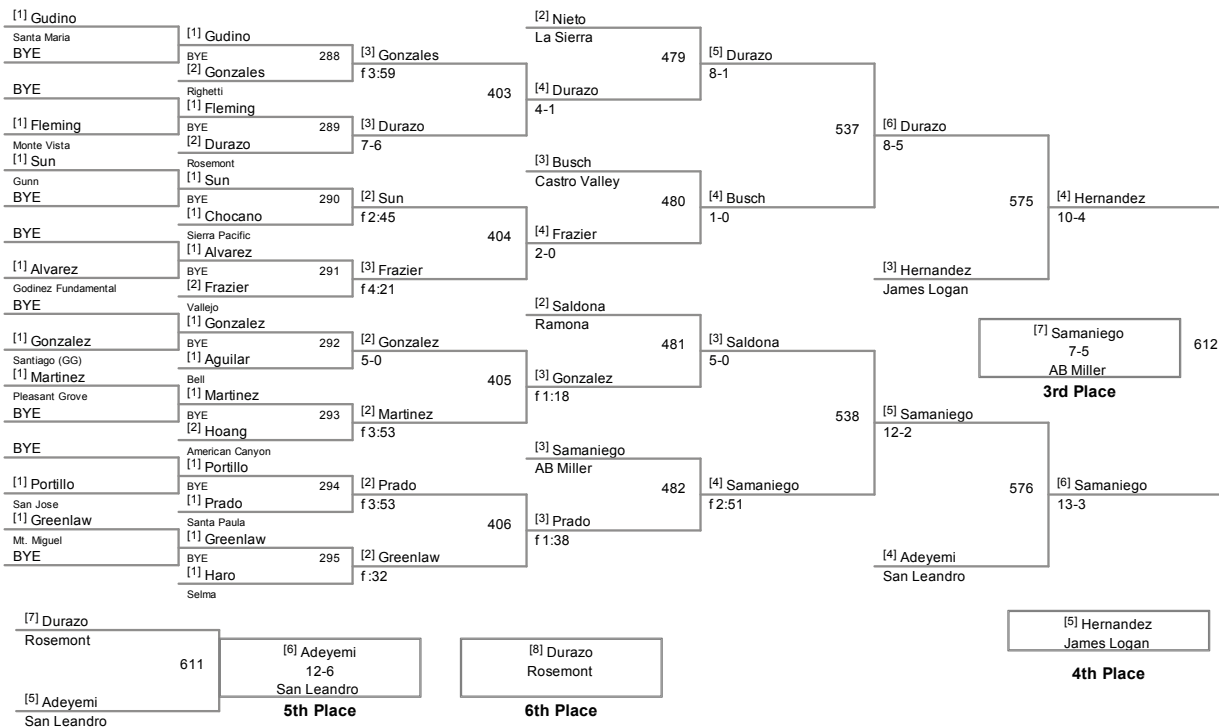 [1] Gudino
Santa Maria
BYE
BYE
[1] Fleming
Monte Vista
[1] Sun
Gunn
BYE
BYE
[1] Alvarez
Godinez Fundamental
BYE
[1] Gonzalez
Santiago (GG)
[1] Martinez
Pleasant Grove
BYE
BYE
[1] Portillo
San Jose
[1] Greenlaw
Mt. Miguel
BYE
[1] Gudino
BYE 288
[2] Gonzales
Righetti
[1] Fleming
BYE 289
[2] Durazo
Rosemont
[1] Sun
BYE 290
[1] Chocano
Sierra Pacific
[1] Alvarez
BYE 291
[2] Frazier
Vallejo
[1] Gonzalez
BYE 292
[1] Aguilar
Bell
[1] Martinez
BYE 293
[2] Hoang
American Canyon
[1] Portillo
BYE 294
[1] Prado
Santa Paula
[1] Greenlaw
BYE 295
[1] Haro
Selma
[3] Gonzales
f 3:59
403
[3] Durazo
7-6
[2] Sun
f 2:45
404
[3] Frazier
f 4:21
[2] Gonzalez
5-0
405
[2] Martinez
f 3:53
[2] Prado
f 3:53
406
[2] Greenlaw
f :32
[2] Nieto
La Sierra
479
[4] Durazo
4-1
[3] Busch
Castro Valley
480
[4] Frazier
2-0
[2] Saldona
Ramona
481
[3] Gonzalez
f 1:18
[3] Samaniego
AB Miller
482
[3] Prado
f 1:38
[5] Durazo
8-1
537
[4] Busch
1-0
[3] Saldona
5-0
538
[4] Samaniego
f 2:51
[6] Durazo
8-5
575
[3] Hernandez
James Logan
[5] Samaniego
12-2
576
[4] Adeyemi
San Leandro
[4] Hernandez
10-4
[7] Samaniego
7-5
AB Miller
612
3rd Place
[6] Samaniego
13-3
[5] Hernandez
James Logan
4th Place
[7] Durazo
Rosemont
611
[5] Adeyemi
San Leandro
[6] Adeyemi
12-6
San Leandro
5th Place
[8] Durazo
Rosemont
6th Place